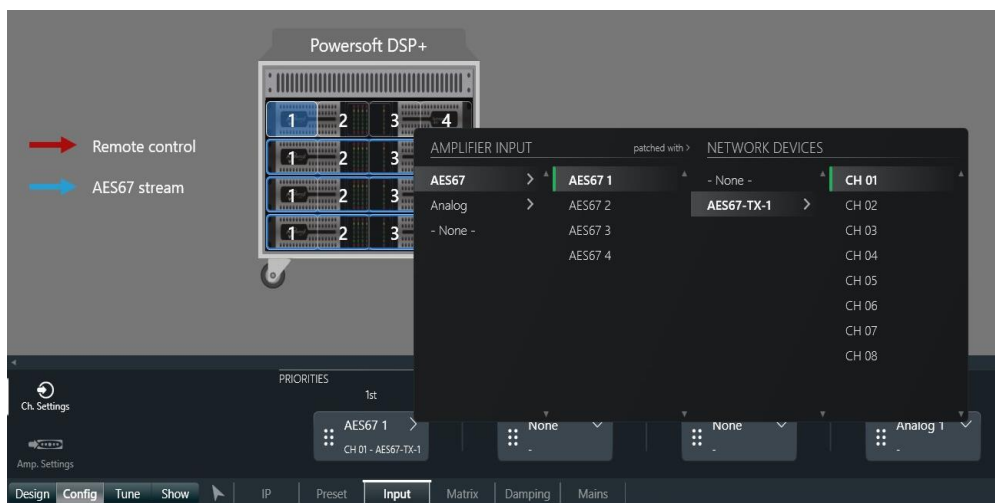 Powersoft DSP+
1 2 3 4
Remote control
AES67 stream
1 2 3
1 2 3
1 2 3
AMPLIFIER INPUT patched with > NETWORK DEVICES
AES67 > AES67 1 - None - CH 01
Analog > AES67 2 AES67-TX-1 > CH 02
- None - AES67 3 CH 03
AES67 4 CH 04
CH 05
CH 06
CH 07
CH 08
PRIORITIES
1st
Ch. Settings
AES67 1 > None None Analog 1
CH 01 - AES67-TX-1 - - -
Amp. Settings
Design Config Tune Show IP Preset Input Matrix Damping Mains